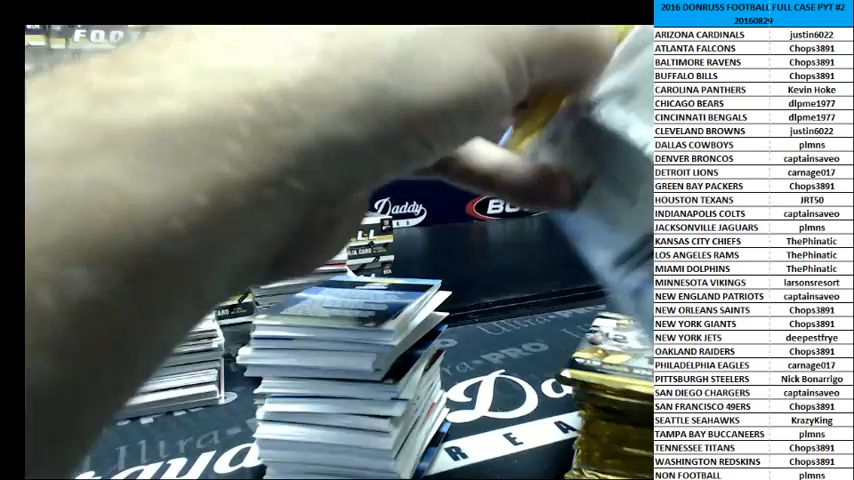 2016 DONRUSS FOOTBALL FULL CASE PYT #2
20160829
ARIZONA CARDINALS justin6022
ATLANTA FALCONS Chops3891
BALTIMORE RAVENS Chops3891
BUFFALO BILLS Chops3891
CAROLINA PANTHERS Kevin Hoke
CHICAGO BEARS dlpme1977
CINCINNATI BENGALS dlpme1977
CLEVELAND BROWNS justin6022
DALLAS COWBOYS plmns
DENVER BRONCOS captainsaveo
DETROIT LIONS carnage017
GREEN BAY PACKERS Chops3891
HOUSTON TEXANS JRT50
INDIANAPOLIS COLTS captainsaveo
JACKSONVILLE JAGUARS plmns
KANSAS CITY CHIEFS ThePhinatic
LOS ANGELES RAMS ThePhinatic
MIAMI DOLPHINS ThePhinatic
MINNESOTA VIKINGS larsonsresort
NEW ENGLAND PATRIOTS captainsaveo
NEW ORLEANS SAINTS Chops3891
NEW YORK GIANTS Chops3891
NEW YORK JETS deepestfrye
OAKLAND RAIDERS Chops3891
PHILADELPHIA EAGLES carnage017
PITTSBURGH STEELERS Nick Bonarrigo
SAN DIEGO CHARGERS captainsaveo
SAN FRANCISCO 49ERS Chops3891
SEATTLE SEAHAWKS KrazyKing
TAMPA BAY BUCCANEERS plmns
TENNESSEE TITANS Chops3891
WASHINGTON REDSKINS Chops3891
NON FOOTBALL plmns
FOO
Daddy
BO
Ultra-PRO
Da
REA
Ultra-